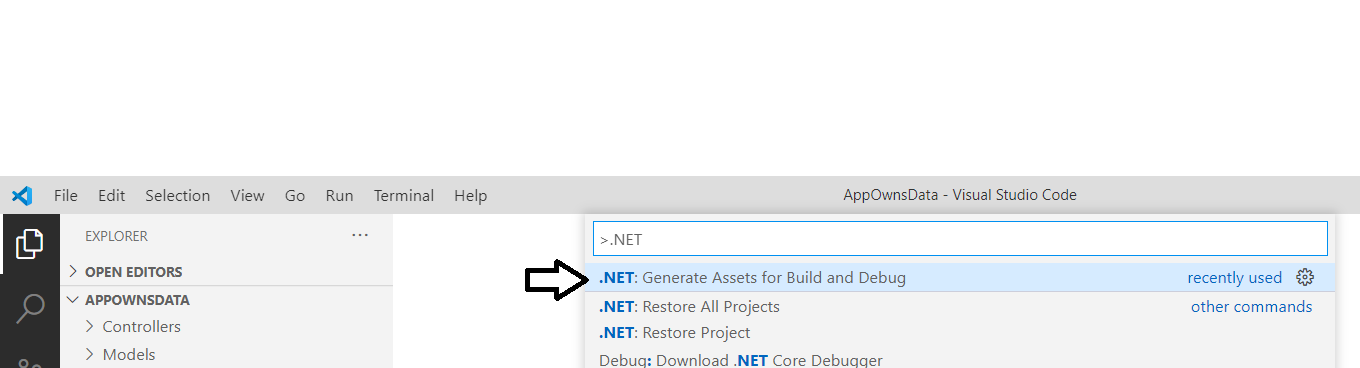 File Edit Selection View Go Run Terminal Help AppOwnsData - Visual Studio Code
EXPLORER ...
>.NET
OPEN EDITORS
.NET: Generate Assets for Build and Debug recently used
APPOWNSDATA
.NET: Restore All Projects other commands
Controllers
.NET: Restore Project
Models
Debug: Download .NET Core Debugger